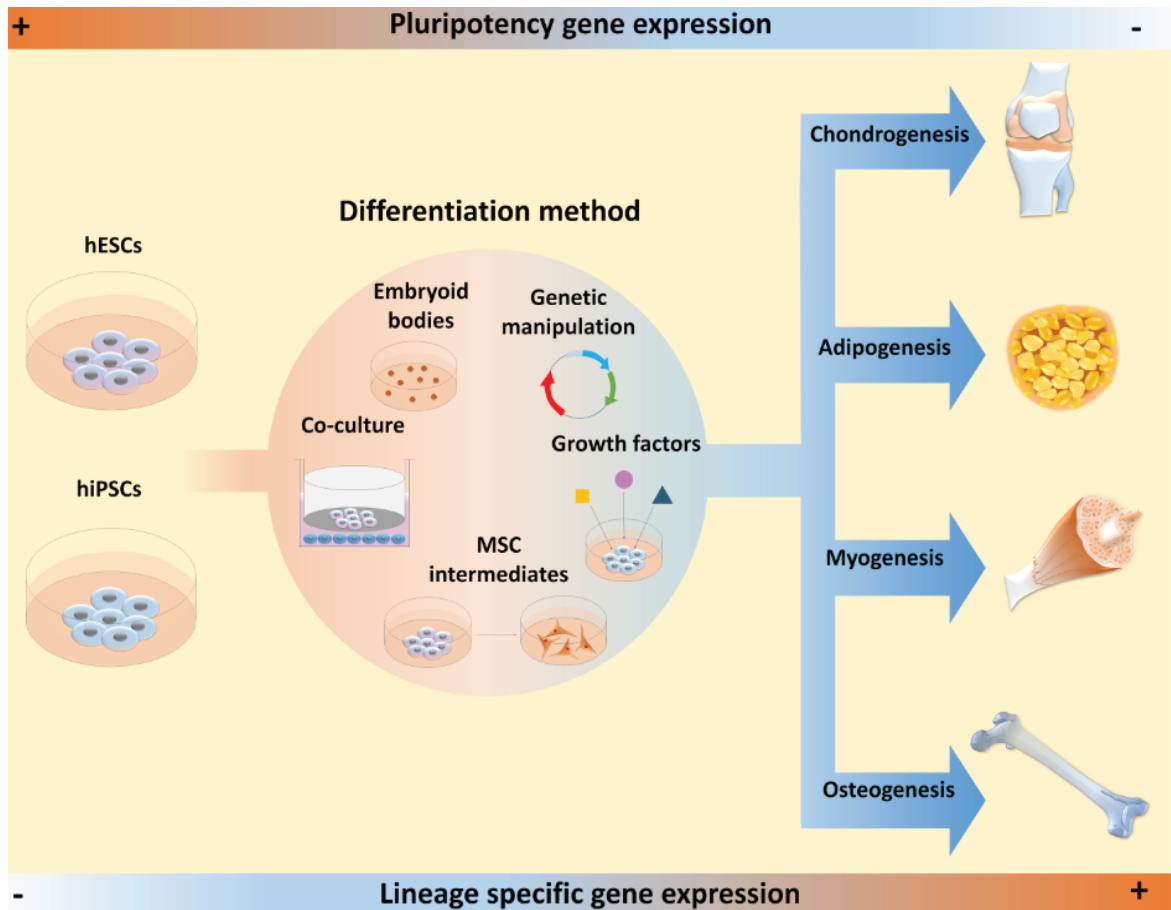 + Pluripotency gene expression -
Differentiation method
hESCs
hiPSCs
Embryoid
bodies
Genetic
manipulation
Co-culture
Growth factors
MSC
intermediates
Chondrogenesis
Adipogenesis
Myogenesis
Osteogenesis
- Lineage specific gene expression +